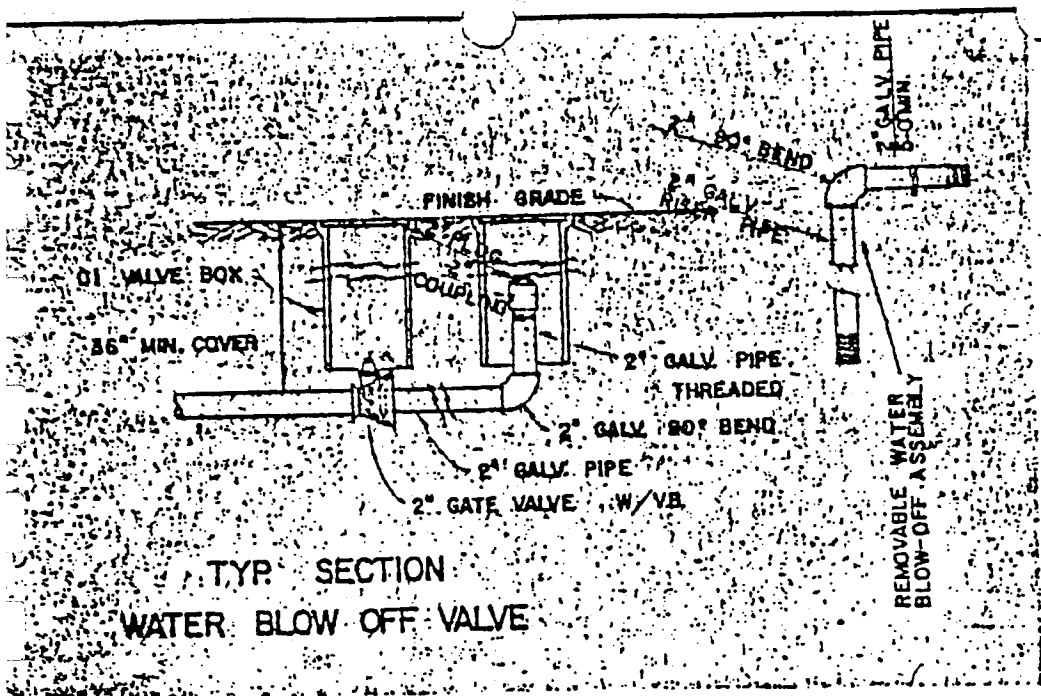 2" GALV. PIPE
DOWN.
2" 90° BEND
2" GALV.
RISER PIPE
FINISH GRADE
PLUG
COUPLING
CI VALVE BOX
36" MIN. COVER
2" GALV. PIPE
THREADED
2" GALV. 90° BEND
2" GALV. PIPE
2" GATE VALVE W/V.B.
REMOVABLE WATER
BLOW-OFF ASSEMBLY
TYP. SECTION
WATER BLOW OFF VALVE